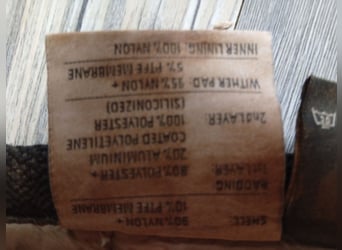 SHELL: 90% NYLON +
10% PTFE MEMBRANE
PADDING:
1st LAYER: 80% POLYESTER +
20% ALUMINIUM
COATED POLYETILENE
2nd LAYER: 100% POLYESTER
(SILICONIZED)
WITHER PAD: 95% NYLON +
5% PTFE MEMBRANE
INNER LINING: 100% NYLON